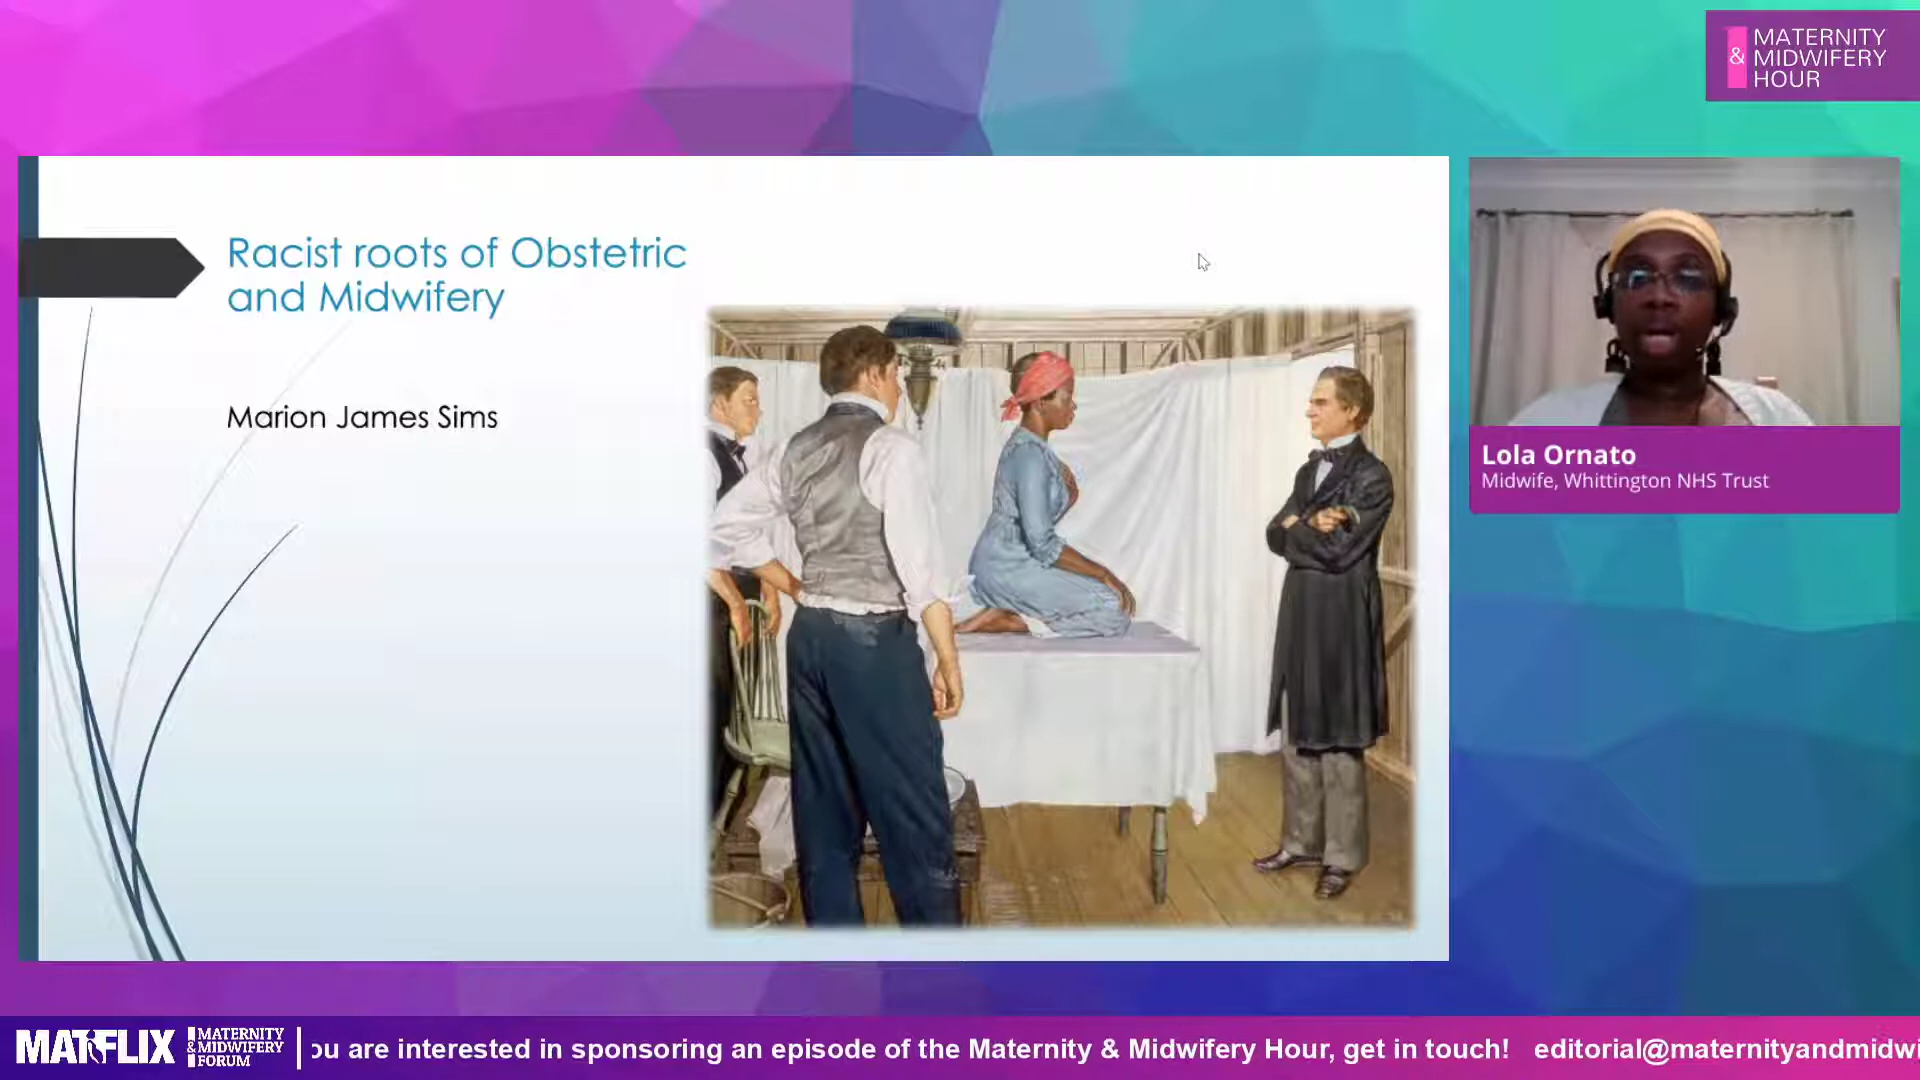 MATERNITY
& MIDWIFERY
HOUR
Racist roots of Obstetric
and Midwifery
Marion James Sims
Lola Ornato
Midwife, Whittington NHS Trust
MATFLIX
MATERNITY
& MIDWIFERY
FORUM
ou are interested in sponsoring an episode of the Maternity & Midwifery Hour, get in touch! editorial@maternityandmidwi